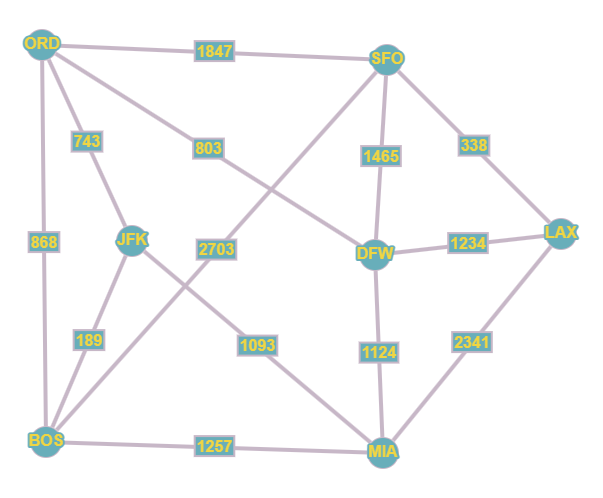 ORD
1847
SFO
743
803
1465
338
868
JFK
2703
DFW
1234
LAX
189
1093
1124
2341
BOS
1257
MIA